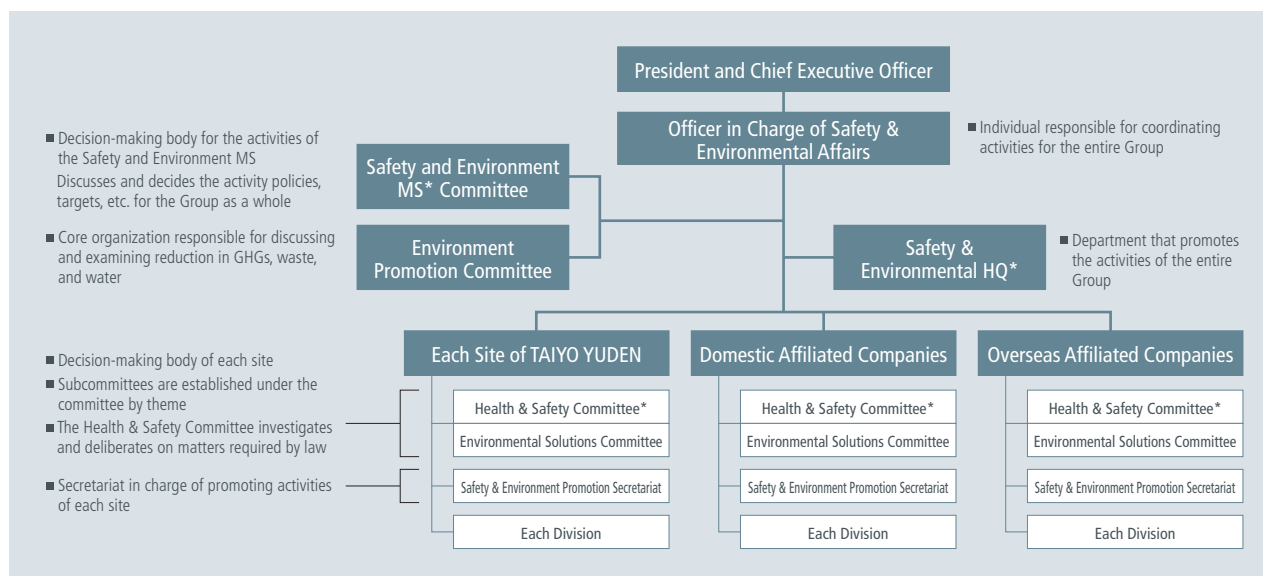 President and Chief Executive Officer
Officer in Charge of Safety &
Environmental Affairs
■ Individual responsible for coordinating
activities for the entire Group
■ Decision-making body for the activities of
the Safety and Environment MS
Discusses and decides the activity policies,
targets, etc. for the Group as a whole
Safety and Environment
MS* Committee
■ Core organization responsible for discussing
and examining reduction in GHGs, waste,
and water
Environment
Promotion Committee
Safety &
Environmental HQ*
■ Department that promotes
the activities of the entire
Group
■ Decision-making body of each site
■ Subcommittees are established under the
committee by theme
■ The Health & Safety Committee investigates
and deliberates on matters required by law
■ Secretariat in charge of promoting activities
of each site
Each Site of TAIYO YUDEN
Health & Safety Committee*
Environmental Solutions Committee
Safety & Environment Promotion Secretariat
Each Division
Domestic Affiliated Companies
Health & Safety Committee*
Environmental Solutions Committee
Safety & Environment Promotion Secretariat
Each Division
Overseas Affiliated Companies
Health & Safety Committee*
Environmental Solutions Committee
Safety & Environment Promotion Secretariat
Each Division